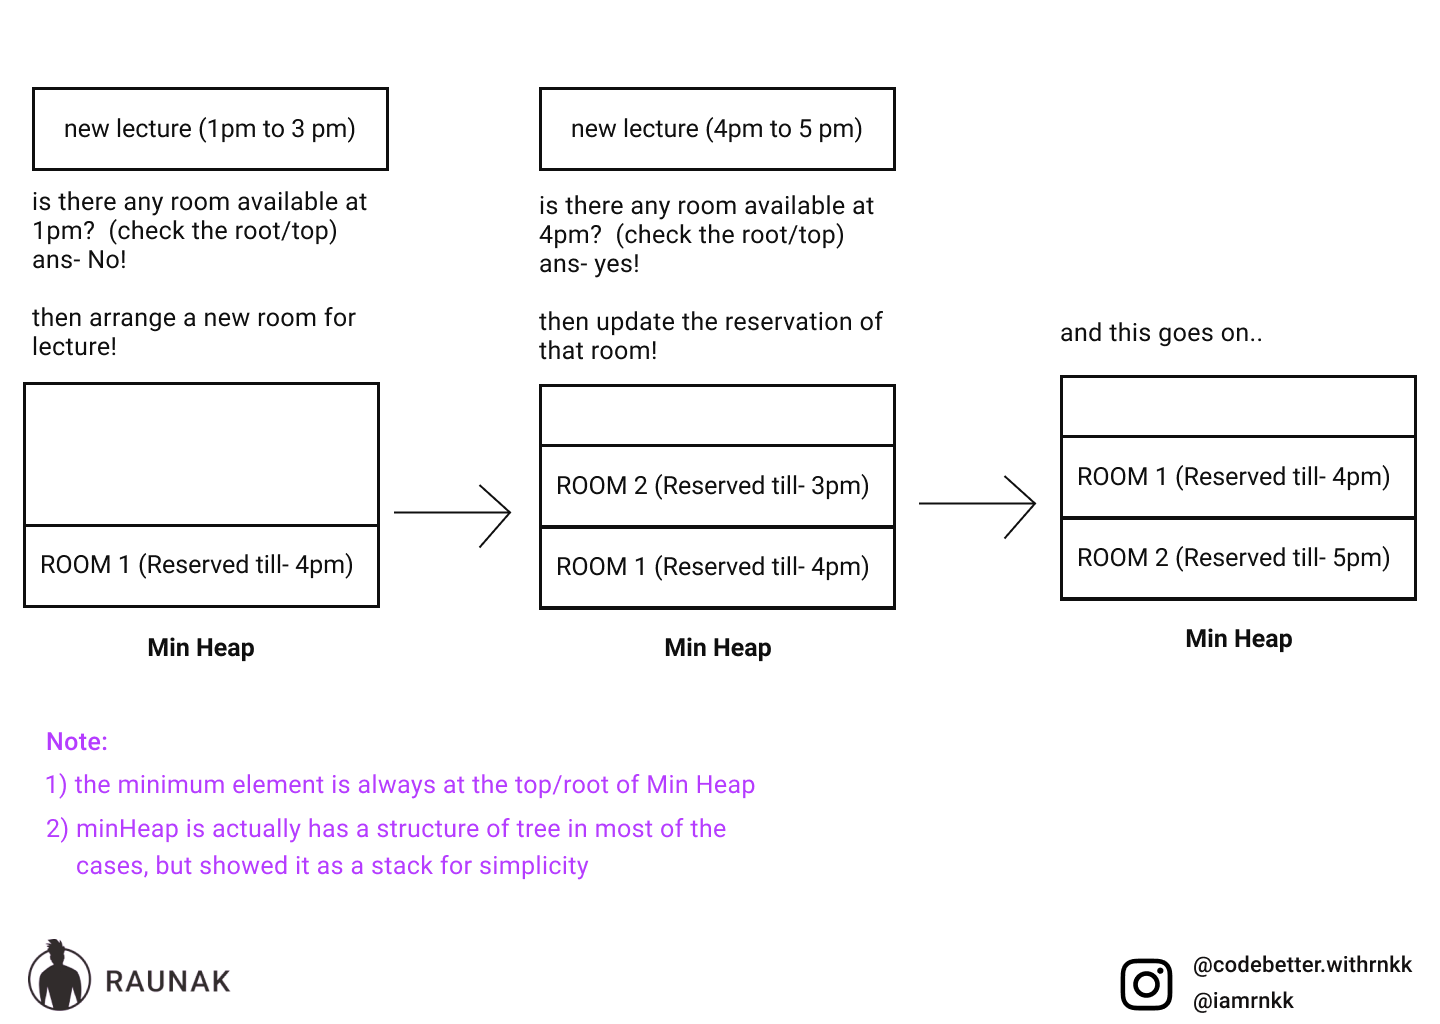 new lecture (1pm to 3 pm)
is there any room available at
1pm?  (check the root/top)
ans- No!
then arrange a new room for
lecture!
ROOM 1 (Reserved till- 4pm)
Min Heap
new lecture (4pm to 5 pm)
is there any room available at
4pm?  (check the root/top)
ans- yes!
then update the reservation of
that room!
ROOM 2 (Reserved till- 3pm)
ROOM 1 (Reserved till- 4pm)
Min Heap
and this goes on..
ROOM 1 (Reserved till- 4pm)
ROOM 2 (Reserved till- 5pm)
Min Heap
Note:
1) the minimum element is always at the top/root of Min Heap
2) minHeap is actually has a structure of tree in most of the
cases, but showed it as a stack for simplicity
RAUNAK
@codebetter.withrnkk
@iamrnkk